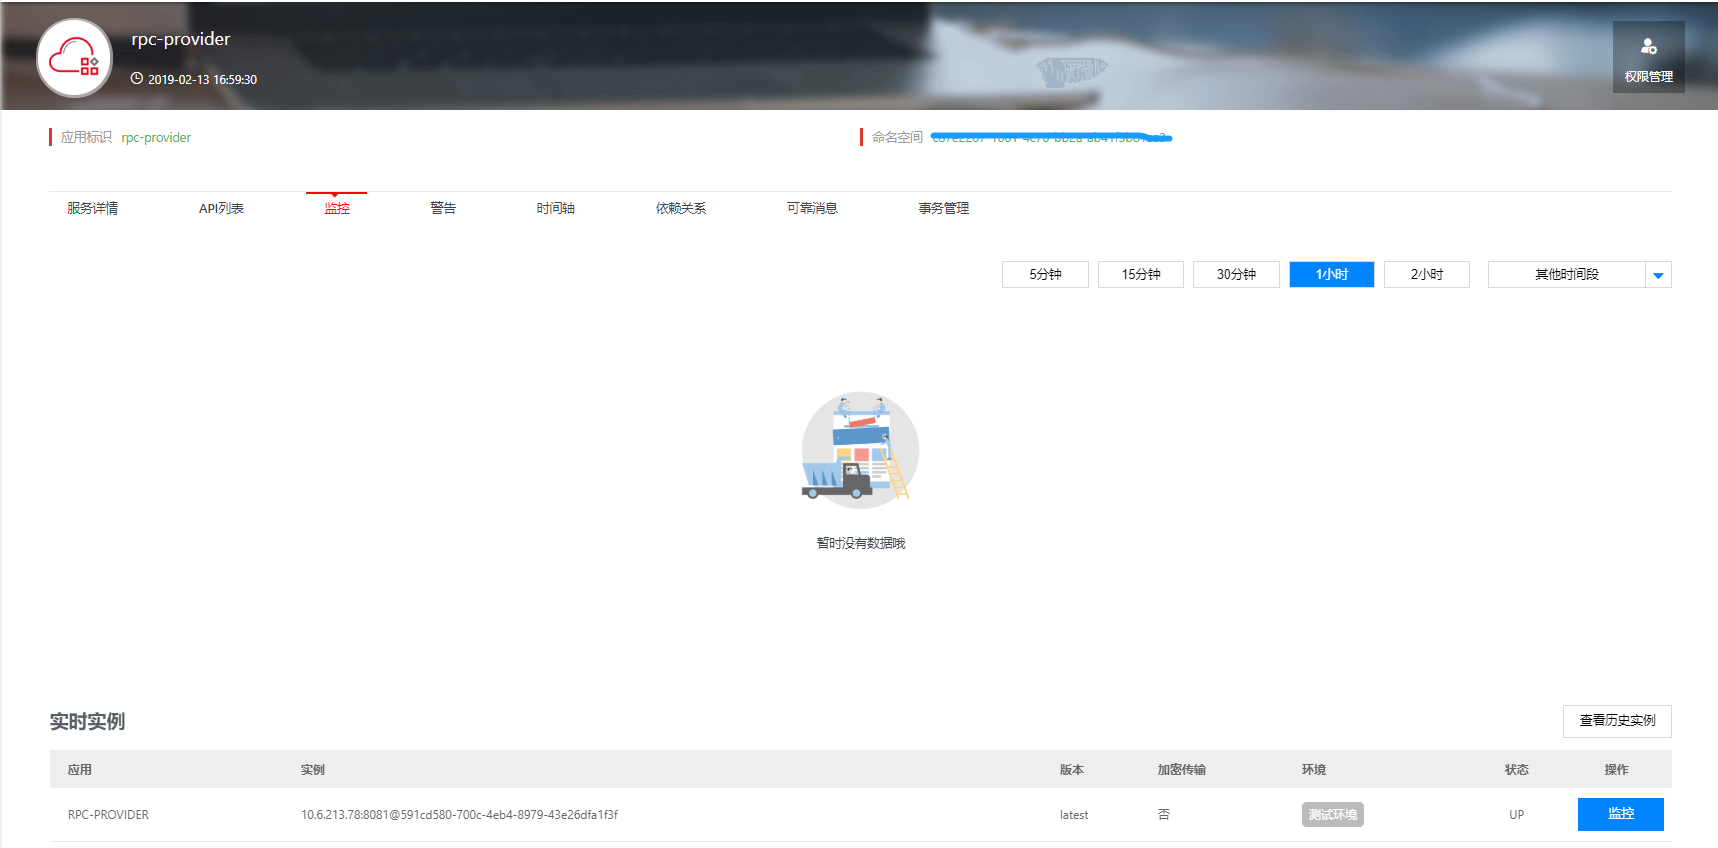 rpc-provider
2019-02-13 16:59:30
权限管理
应用标识 rpc-provider
命名空间
服务详情 API列表 监控 警告 时间轴 依赖关系 可靠消息 事务管理
5分钟 15分钟 30分钟 1小时 2小时 其他时间段
暂时没有数据哦
实时实例
查看历史实例
应用 实例 版本 加密传输 环境 状态 操作
RPC-PROVIDER 10.6.213.78:8081@591cd580-700c-4eb4-8979-43e26dfa1f3f latest 否 测试环境 UP 监控